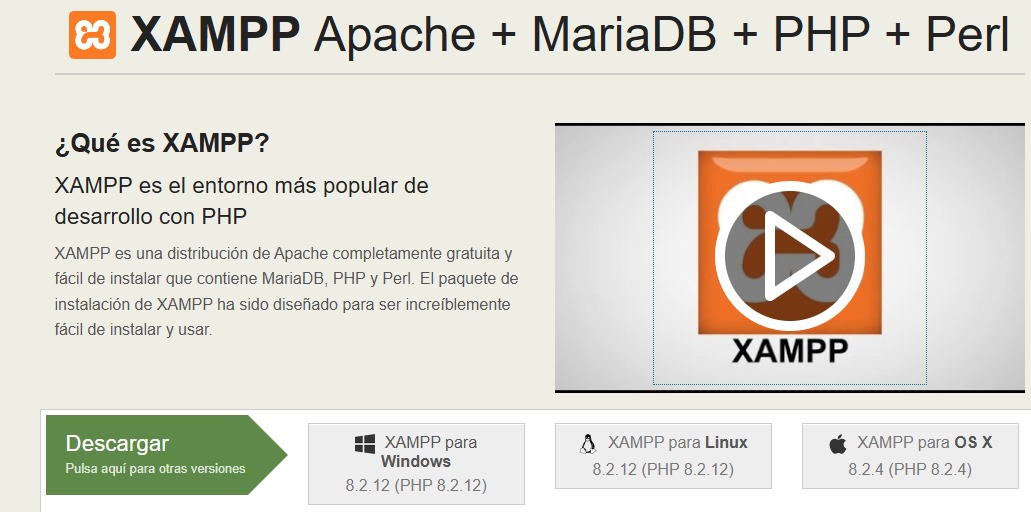 XAMPP Apache + MariaDB + PHP + Perl
¿Qué es XAMPP?
XAMPP es el entorno más popular de
desarrollo con PHP
XAMPP es una distribución de Apache completamente gratuita y
fácil de instalar que contiene MariaDB, PHP y Perl. El paquete de
instalación de XAMPP ha sido diseñado para ser increíblemente
fácil de instalar y usar.
XAMPP
Descargar
Pulsa aquí para otras versiones
XAMPP para
Windows
8.2.12 (PHP 8.2.12)
XAMPP para Linux
8.2.12 (PHP 8.2.12)
XAMPP para OS X
8.2.4 (PHP 8.2.4)